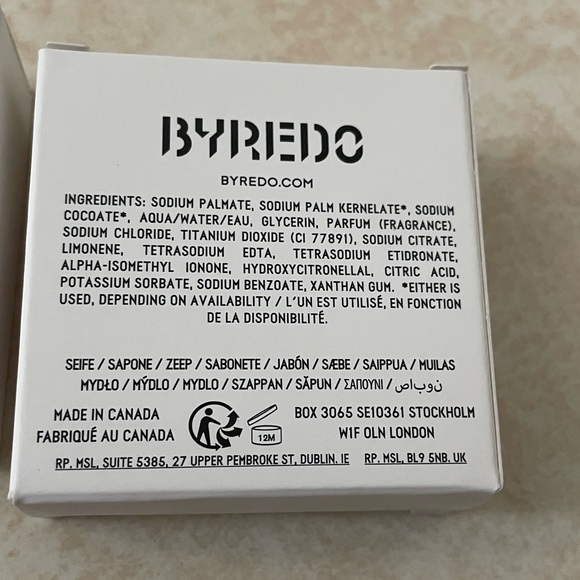 BYREDO
BYREDO.COM
INGREDIENTS: SODIUM PALMATE, SODIUM PALM KERNELATE*, SODIUM
COCOATE*, AQUA/WATER/EAU, GLYCERIN, PARFUM (FRAGRANCE),
SODIUM CHLORIDE, TITANIUM DIOXIDE (CI 77891), SODIUM CITRATE,
LIMONENE, TETRASODIUM EDTA, TETRASODIUM ETIDRONATE,
ALPHA-ISOMETHYL IONONE, HYDROXYCITRONELLAL, CITRIC ACID,
POTASSIUM SORBATE, SODIUM BENZOATE, XANTHAN GUM. *EITHER IS
USED, DEPENDING ON AVAILABILITY / L'UN EST UTILISÉ, EN FONCTION
DE LA DISPONIBILITÉ.
SEIFE / SAPONE / ZEEP / SABONETE / JABÓN / SÆBE / SAIPPUA / MUILAS
MYDŁO / MÝDLO / MYDLO / SZAPPAN / SĂPUN / ΣΑΠΟΥΝΙ / صابون
MADE IN CANADA
FABRIQUÉ AU CANADA
12M
BOX 3065 SE10361 STOCKHOLM
W1F OLN LONDON
RP. MSL, SUITE 5385, 27 UPPER PEMBROKE ST, DUBLIN. IE RP. MSL, BL9 5NB. UK